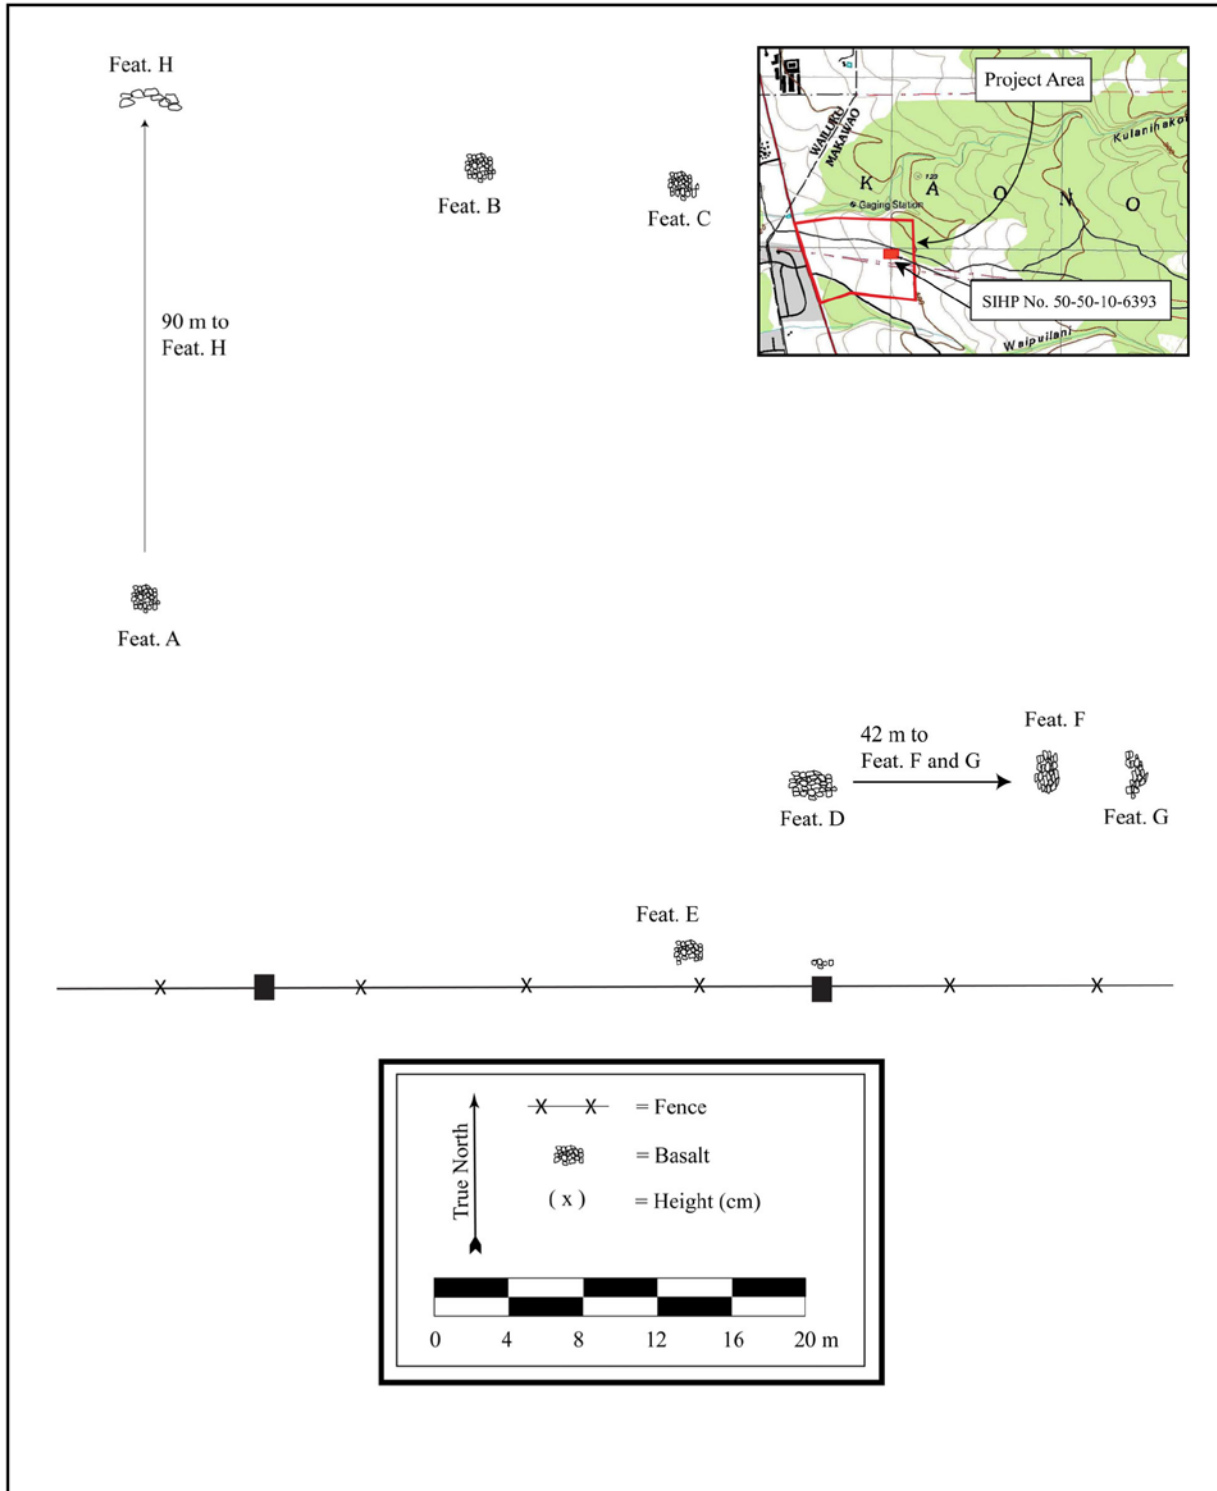 Feat. H
Project Area
WAILUKU
MAKAWAO
Kulanihakoi
K A O N O
Gaging Station
Feat. B
Feat. C
SIHP No. 50-50-10-6393
Waipuilani
90 m to
Feat. H
Feat. A
Feat. F
42 m to
Feat. F and G
Feat. D
Feat. G
Feat. E
X X X X X X
True North
X X = Fence
= Basalt
( x ) = Height (cm)
0 4 8 12 16 20 m